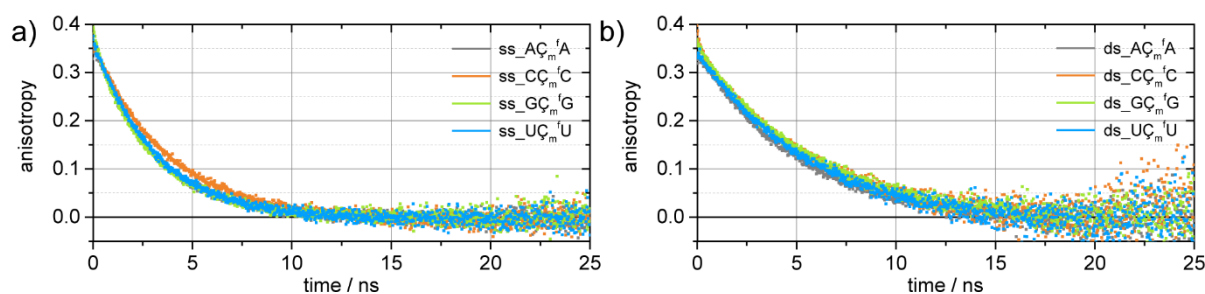 a)
anisotropy
0.4
0.3
0.2
0.1
0.0
ss_AÇₘᶠA
ss_CÇₘᶠC
ss_GÇₘᶠG
ss_UÇₘᶠU
0 5 10 15 20 25
time / ns
b)
anisotropy
0.4
0.3
0.2
0.1
0.0
ds_AÇₘᶠA
ds_CÇₘᶠC
ds_GÇₘᶠG
ds_UÇₘᶠU
0 5 10 15 20 25
time / ns